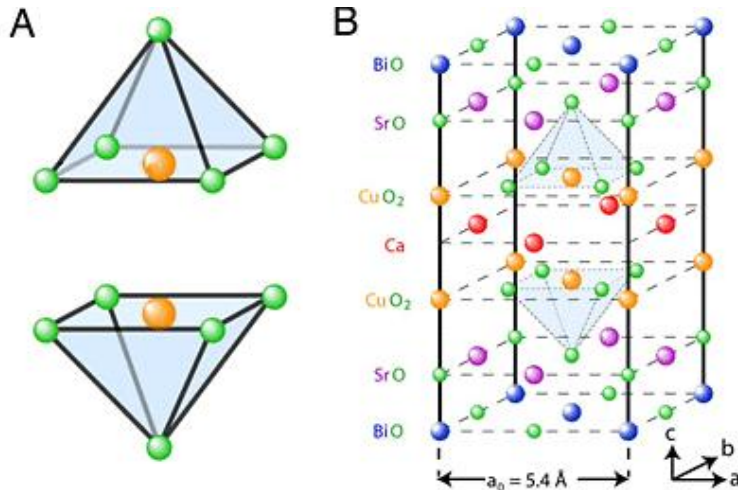 A
B
BiO
SrO
CuO₂
Ca
CuO₂
SrO
BiO
a₀ = 5.4 Å
c
b
a